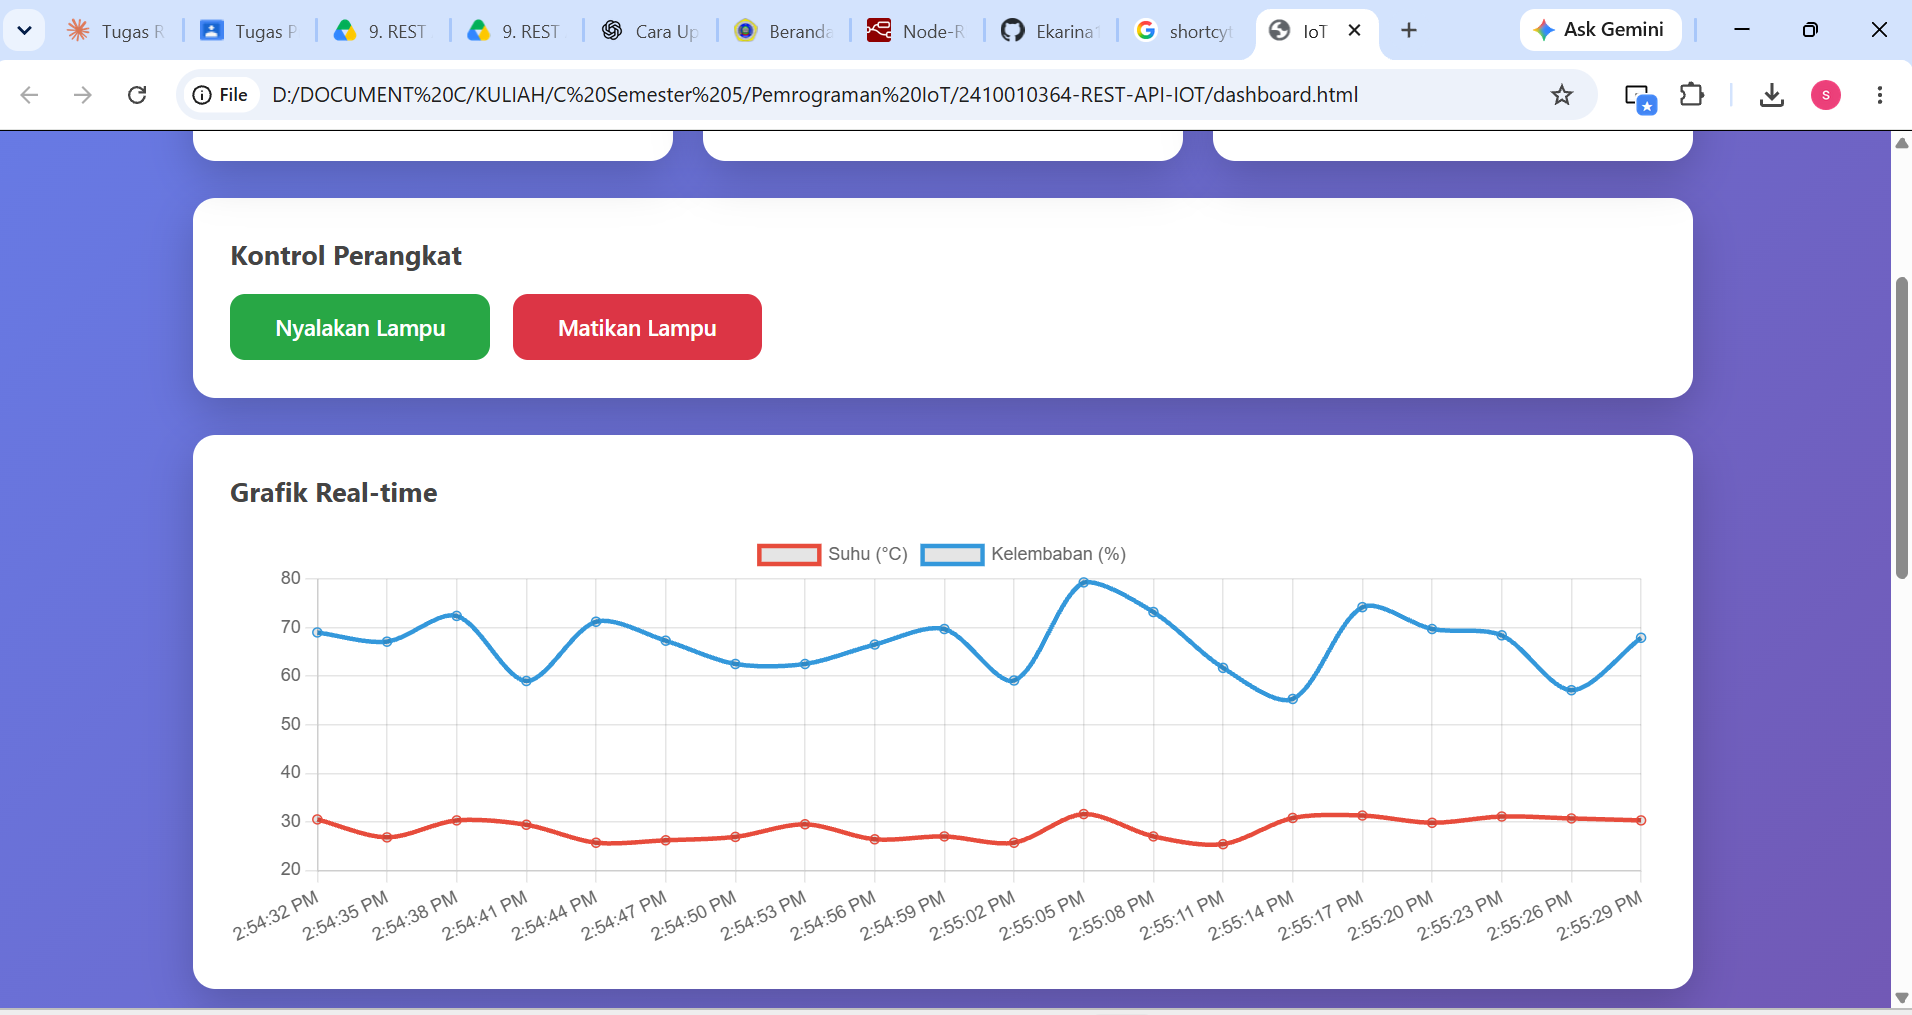 Tugas R
Tugas P
9. REST
9. REST
Cara Up
Beranda
Node-R
Ekarina
shortcyt
IoT
Ask Gemini
File
D:/DOCUMENT%20C/KULIAH/C%20Semester%205/Pemrograman%20IoT/2410010364-REST-API-IOT/dashboard.html
S
Kontrol Perangkat
Nyalakan Lampu
Matikan Lampu
Grafik Real-time
Suhu (°C)
Kelembaban (%)
80
70
60
50
40
30
20
2:54:32 PM
2:54:35 PM
2:54:38 PM
2:54:41 PM
2:54:44 PM
2:54:47 PM
2:54:50 PM
2:54:53 PM
2:54:56 PM
2:54:59 PM
2:55:02 PM
2:55:05 PM
2:55:08 PM
2:55:11 PM
2:55:14 PM
2:55:17 PM
2:55:20 PM
2:55:23 PM
2:55:26 PM
2:55:29 PM